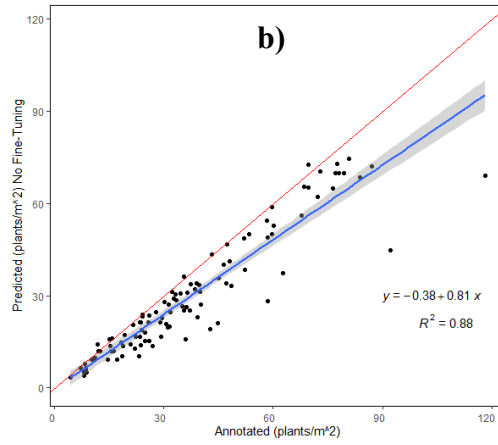 b)
120
90
60
30
0
Predicted (plants/m^ 2) No Fine-Tuning
y = −0.38 + 0.81 x
R² = 0.88
0 30 60 90 120
Annotated (plants/m^2)